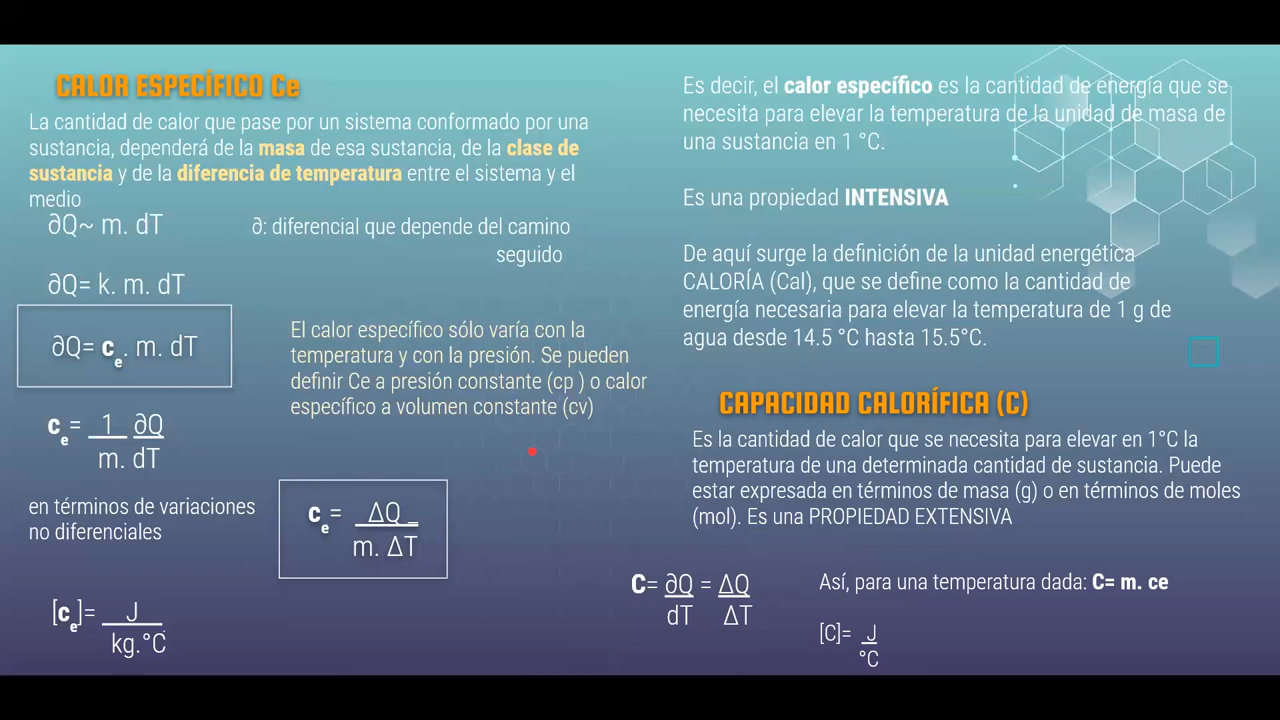 CALOR ESPECÍFICO Ce
La cantidad de calor que pase por un sistema conformado por una
sustancia, dependerá de la masa de esa sustancia, de la clase de
sustancia y de la diferencia de temperatura entre el sistema y el
medio
∂Q~ m. dT
∂: diferencial que depende del camino
seguido
∂Q= k. m. dT
∂Q= ce. m. dT
El calor específico sólo varía con la
temperatura y con la presión. Se pueden
definir Ce a presión constante (cp ) o calor
específico a volumen constante (cv)
ce= 1 ∂Q
m. dT
en términos de variaciones
no diferenciales
ce= ΔQ
m. ΔT
[ce]= J
kg.°C
Es decir, el calor específico es la cantidad de energía que se
necesita para elevar la temperatura de la unidad de masa de
una sustancia en 1 °C.
Es una propiedad INTENSIVA
De aquí surge la definición de la unidad energética
CALORÍA (Cal), que se define como la cantidad de
energía necesaria para elevar la temperatura de 1 g de
agua desde 14.5 °C hasta 15.5°C.
CAPACIDAD CALORÍFICA (C)
Es la cantidad de calor que se necesita para elevar en 1°C la
temperatura de una determinada cantidad de sustancia. Puede
estar expresada en términos de masa (g) o en términos de moles
(mol). Es una PROPIEDAD EXTENSIVA
C= ∂Q = ΔQ
dT ΔT
Así, para una temperatura dada: C= m. ce
[C]= J
°C